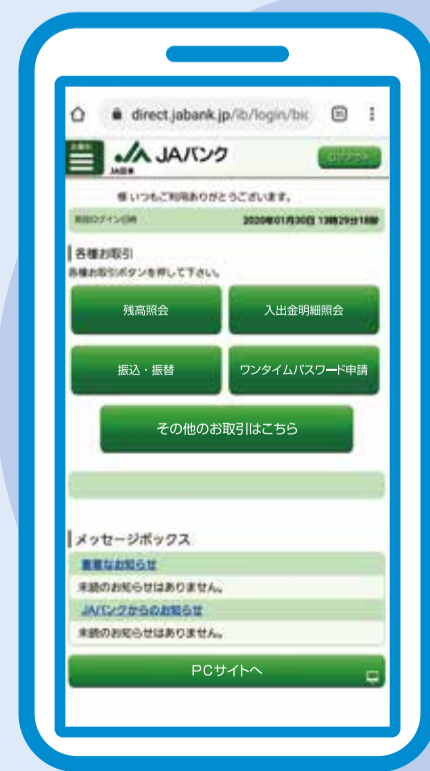 direct.jabank.jp/ib/login/bic
お取引
JAバンク
JA日本
ログアウト
様 いつもご利用ありがとうございます。
前回ログイン日時 2020年01月30日 13時29分18秒
各種お取引
各種お取引ボタンを押して下さい。
残高照会 入出金明細照会
振込・振替 ワンタイムパスワード申請
その他のお取引はこちら
メッセージボックス
重要なお知らせ
未読のお知らせはありません。
JAバンクからのお知らせ
未読のお知らせはありません。
PCサイトへ